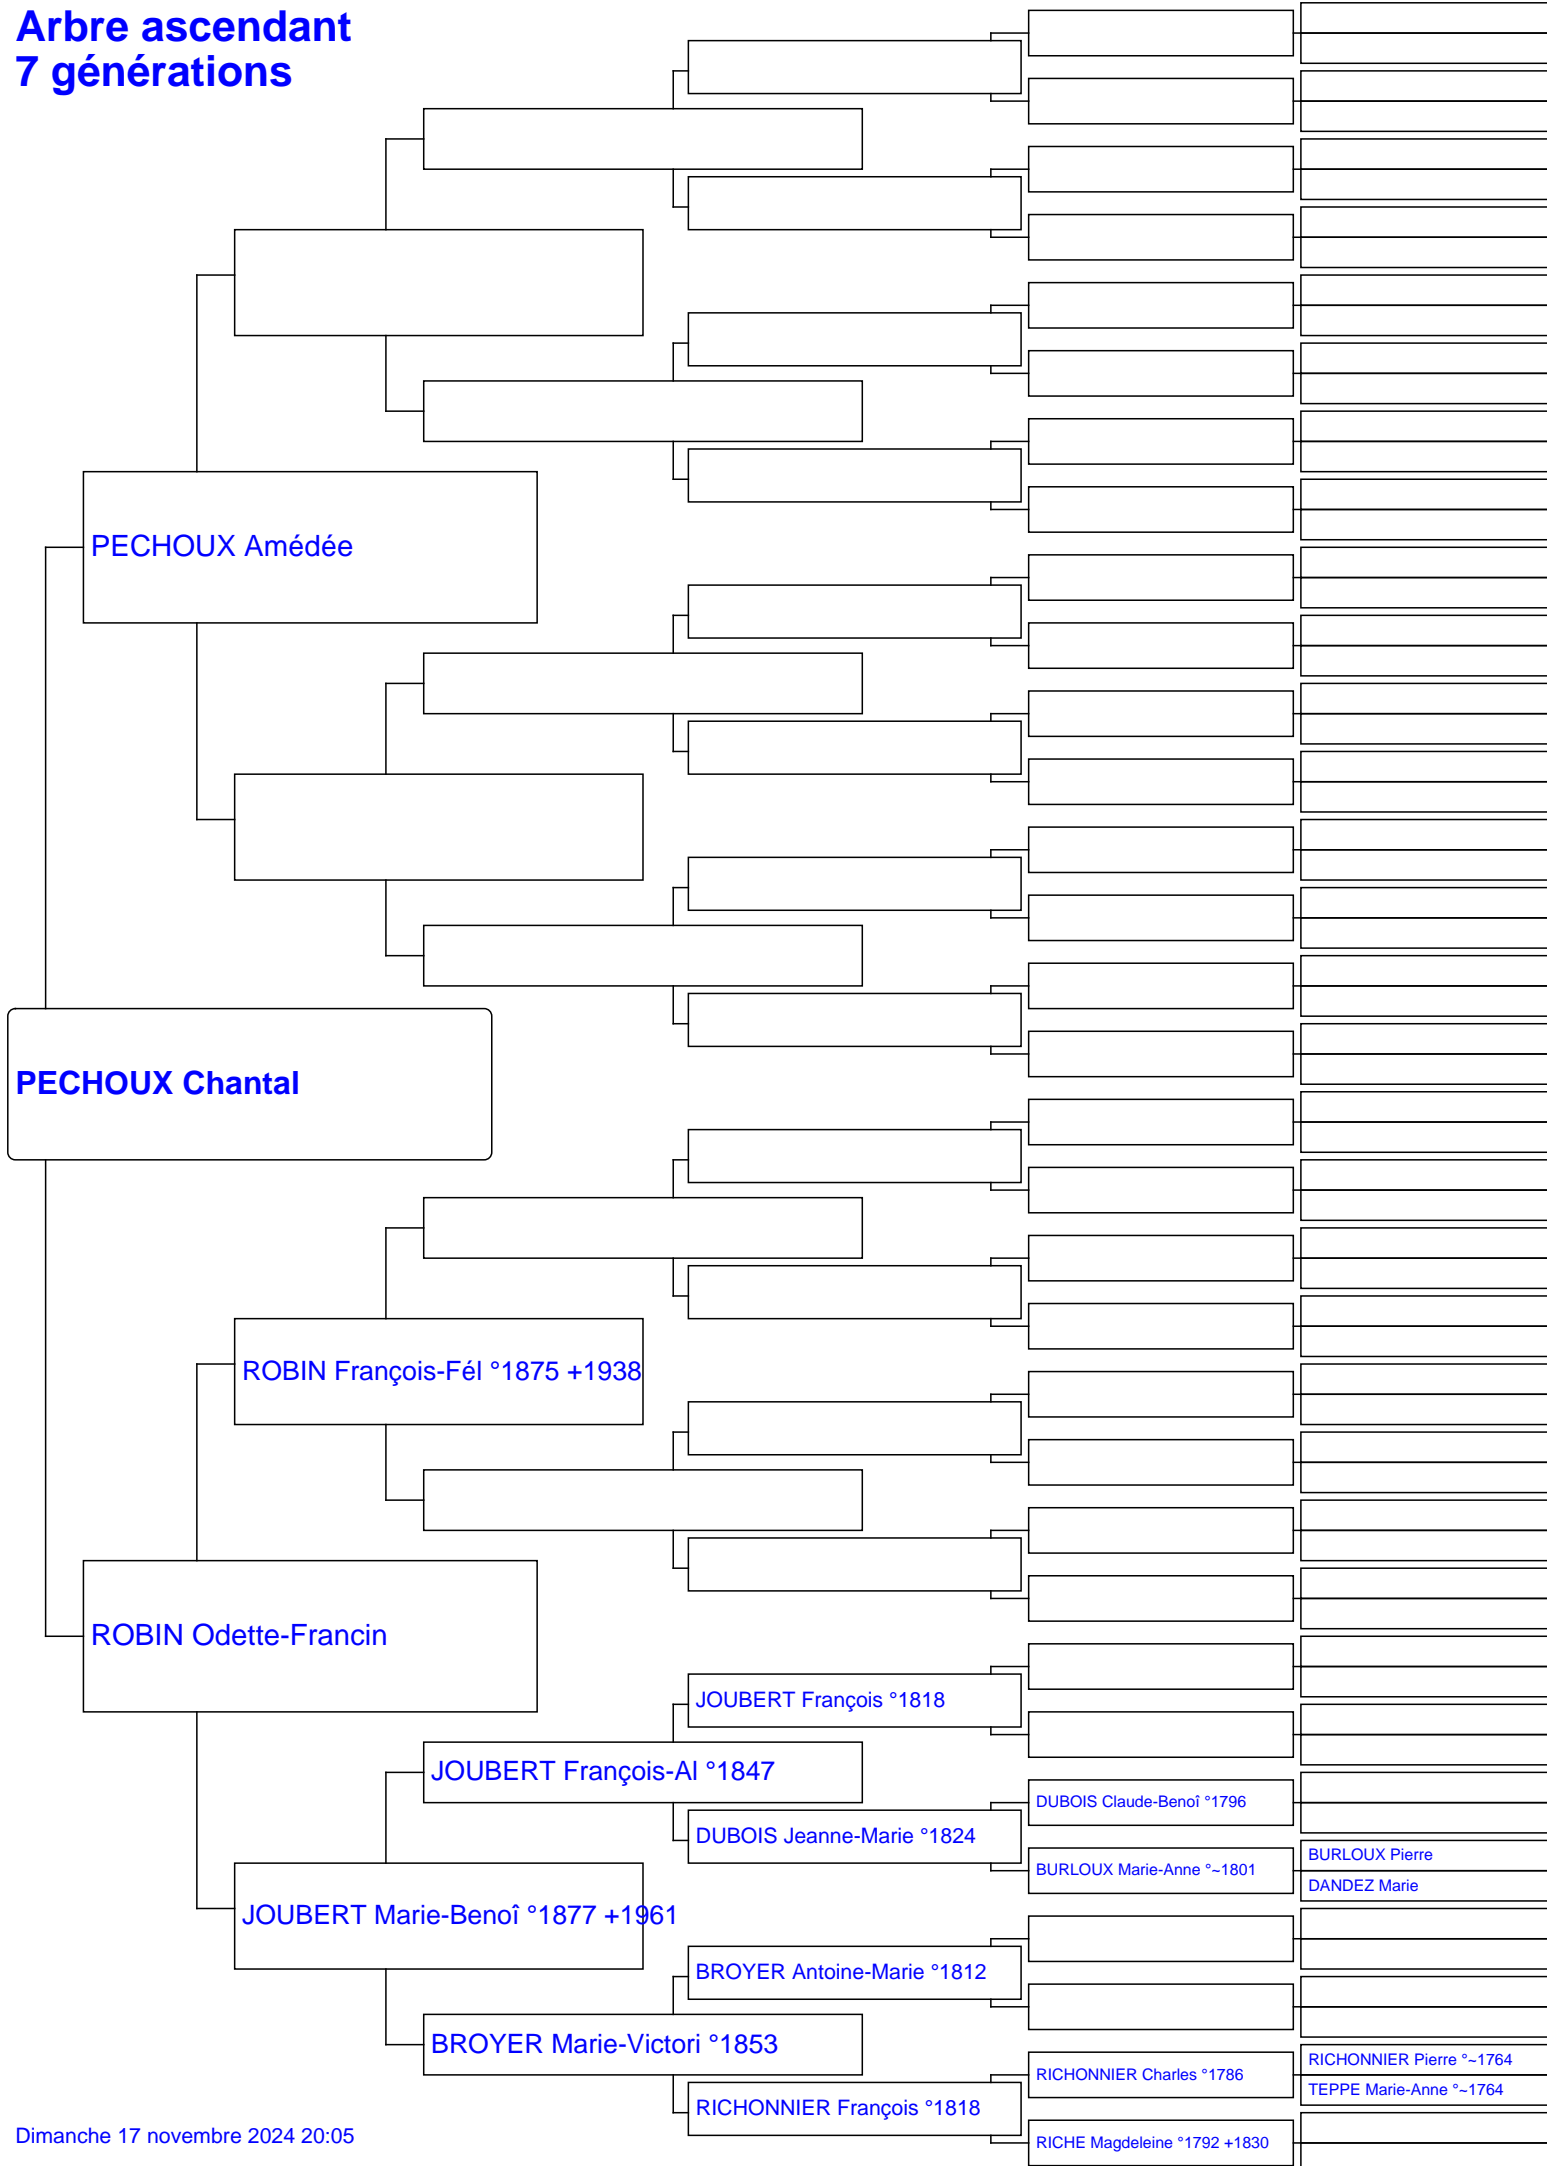 Arbre ascendant
7 générations
PECHOUX Amédée
PECHOUX Chantal
ROBIN François-Fél °1875 +1938
ROBIN Odette-Francin
JOUBERT François °1818
JOUBERT François-Al °1847
DUBOIS Claude-Benoî °1796
DUBOIS Jeanne-Marie °1824
BURLOUX Marie-Anne °~1801
BURLOUX Pierre
DANDEZ Marie
JOUBERT Marie-Benoî °1877 +1961
BROYER Antoine-Marie °1812
BROYER Marie-Victori °1853
RICHONNIER Charles °1786
RICHONNIER Pierre °~1764
TEPPE Marie-Anne °~1764
RICHONNIER François °1818
RICHE Magdeleine °1792 +1830
Dimanche 17 novembre 2024 20:05